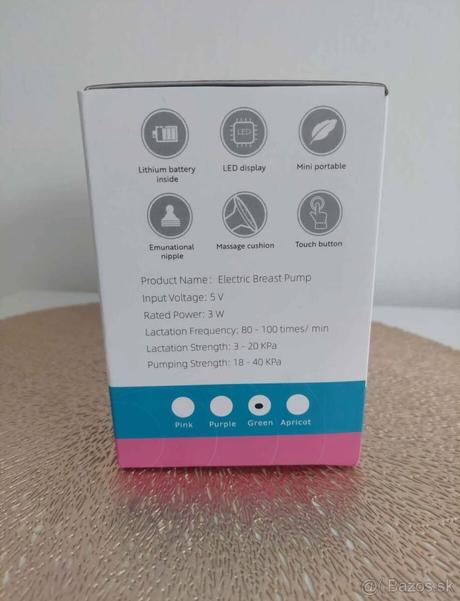 LED
Lithium battery
inside
LED display
Mini portable
Emunational
nipple
Massage cushion
Touch button
Product Name: Electric Breast Pump
Input Voltage: 5 V
Rated Power: 3 W
Lactation Frequency: 80 - 100 times/ min
Lactation Strength: 3 - 20 KPa
Pumping Strength: 18 - 40 KPa
Pink Purple Green Apricot
@Bazos.sk